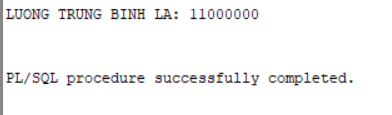 LUONG TRUNG BINH LA: 11000000
PL/SQL procedure successfully completed.